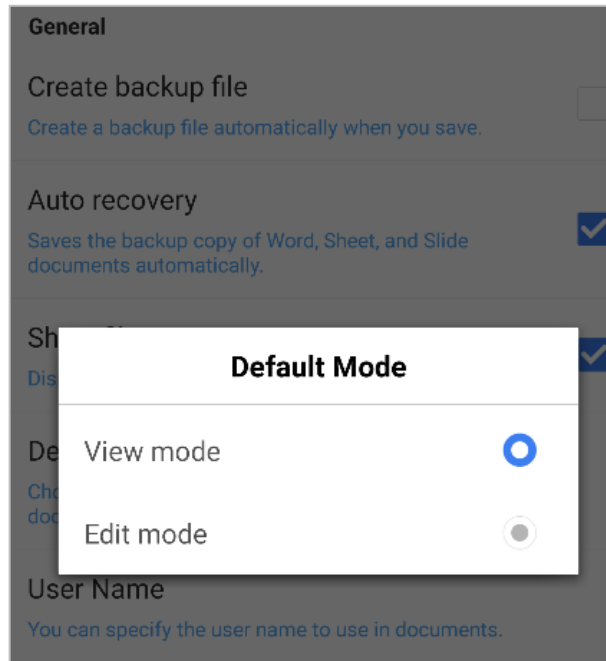 General
Create backup file
Create a backup file automatically when you save.
Auto recovery
Saves the backup copy of Word, Sheet, and Slide
documents automatically.
Default Mode
View mode
Edit mode
User Name
You can specify the user name to use in documents.